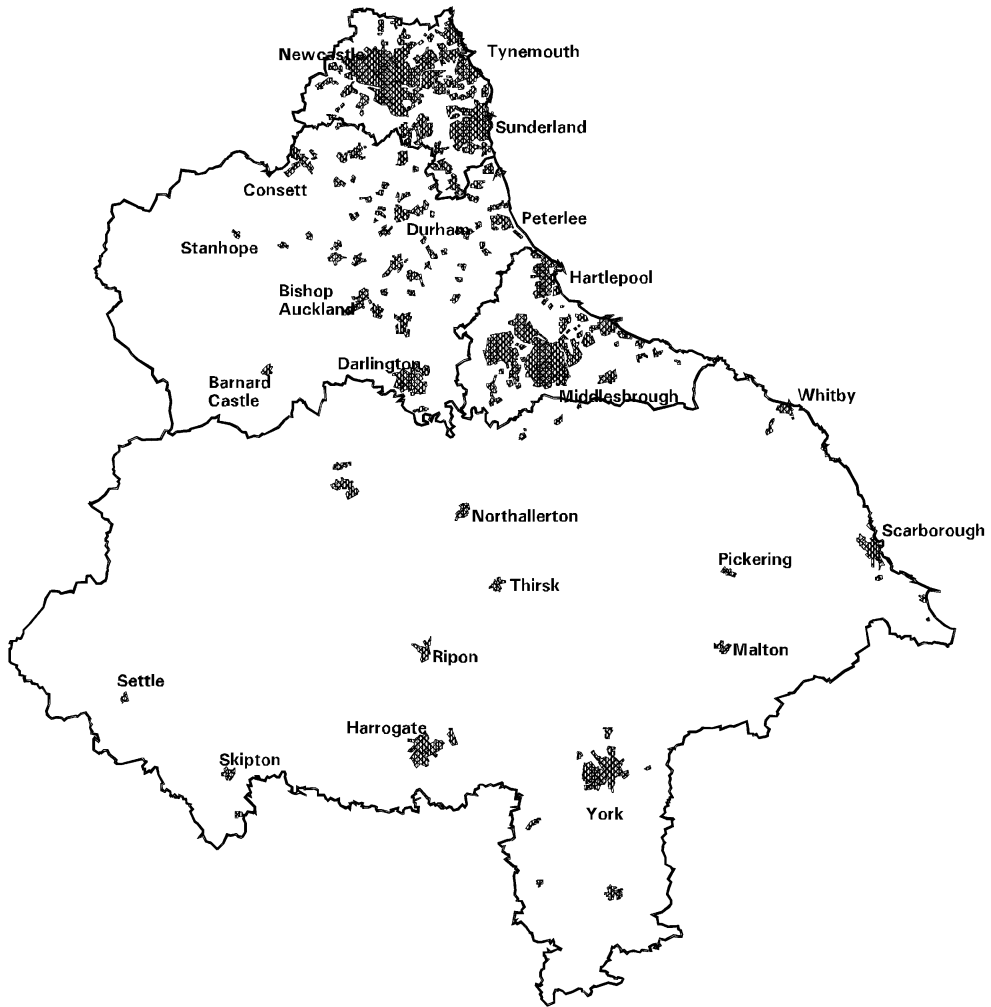 Newcastle
Tynemouth
Sunderland
Consett
Peterlee
Durham
Stanhope
Hartlepool
Bishop
Auckland
Darlington
Barnard
Castle
Middlesbrough
Whitby
Northallerton
Scarborough
Pickering
Thirsk
Ripon
Malton
Settle
Harrogate
Skipton
York